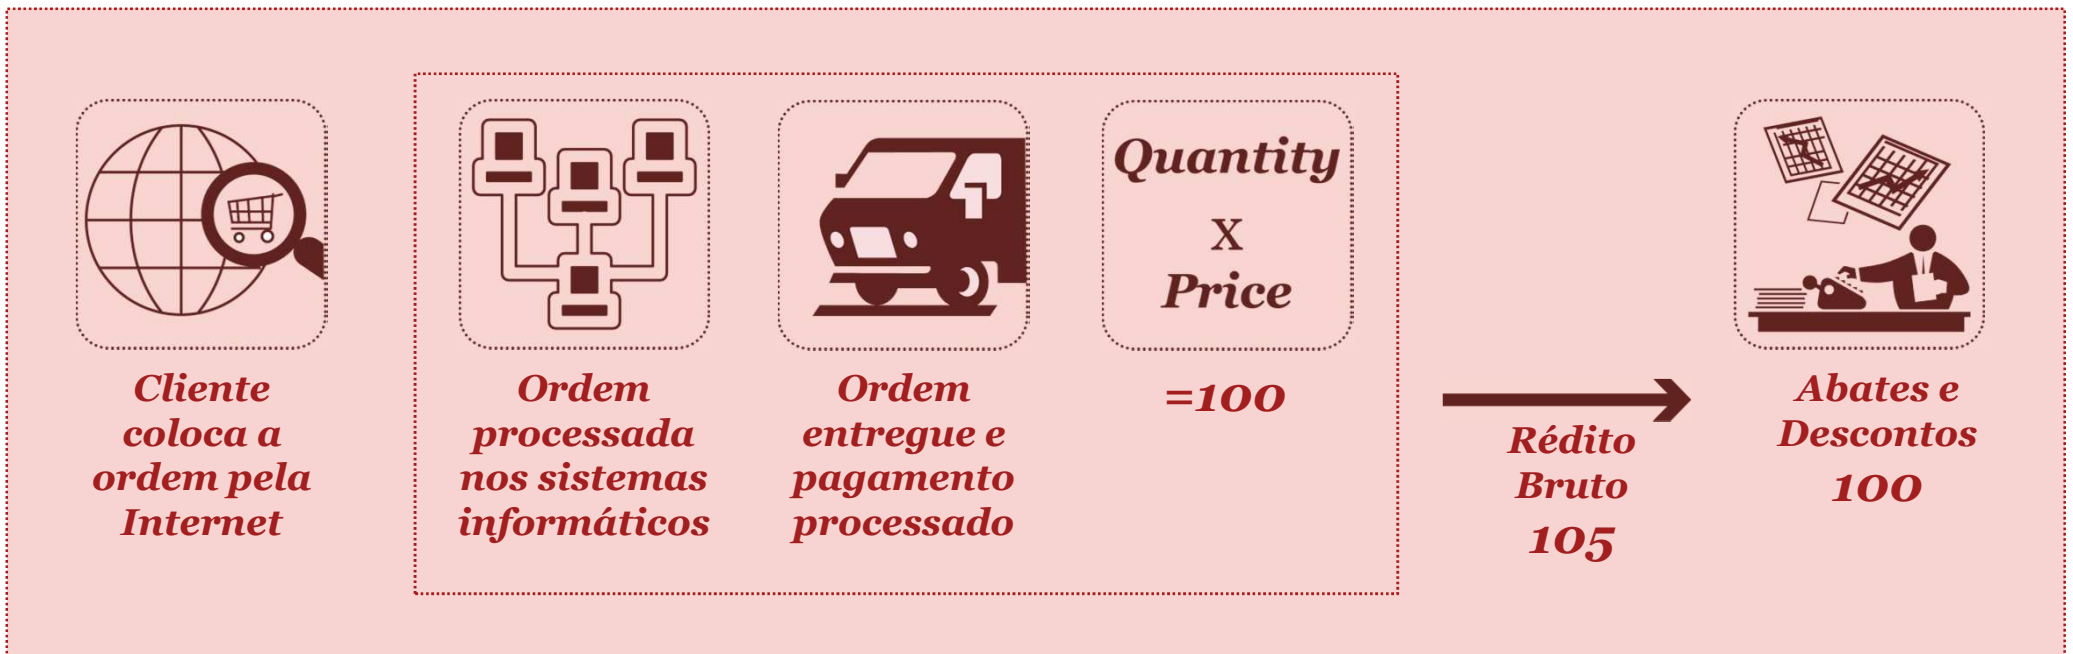 Cliente
coloca a
ordem pela
Internet
Ordem
processada
nos sistemas
informáticos
Ordem
entregue e
pagamento
processado
Quantity
X
Price
=100
Rédito
Bruto
105
Abates e
Descontos
100